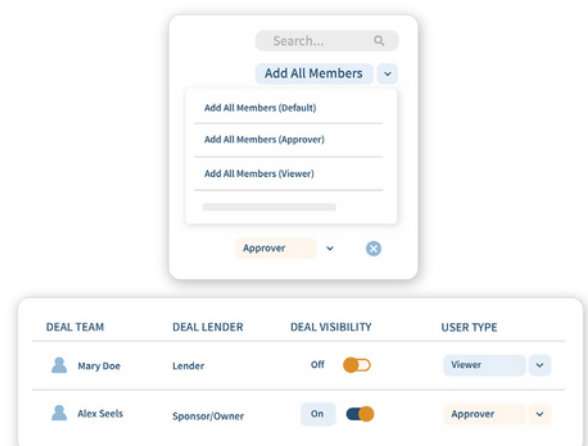 Search...
Add All Members
Add All Members (Default)
Add All Members (Approver)
Add All Members (Viewer)
Approver
DEAL TEAM DEAL LENDER DEAL VISIBILITY USER TYPE
Mary Doe Lender Off Viewer
Alex Seels Sponsor/Owner On Approver